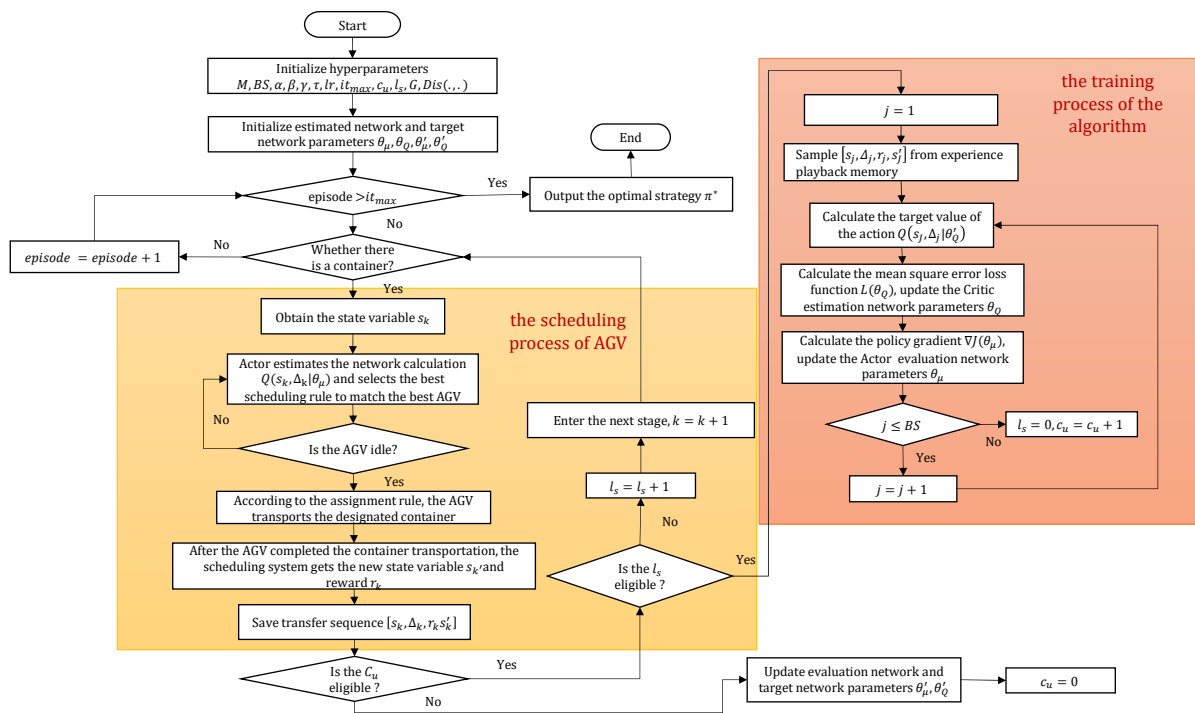 Start
Initialize hyperparameters
M, BS, α, β, γ, τ, lr, it_max, c_u, l_s, G, Dis(. , .)
Initialize estimated network and target
network parameters θ_μ, θ_Q, θ′_μ, θ′_Q
End
episode >it_max
Yes
Output the optimal strategy π*
No
episode = episode + 1
No
Whether there
is a container?
Yes
Obtain the state variable s_k
the scheduling
process of AGV
Actor estimates the network calculation
Q(s_k, Δ_k|θ_μ) and selects the best
scheduling rule to match the best AGV
No
Is the AGV idle?
Yes
According to the assignment rule, the AGV
transports the designated container
After the AGV completed the container transportation, the
scheduling system gets the new state variable s_k′ and
reward r_k
Save transfer sequence [s_k, Δ_k, r_k s′_k]
Is the C_u
eligible ?
Yes
No
Enter the next stage, k = k + 1
l_s = l_s + 1
No
Is the l_s
eligible ?
Yes
Update evaluation network and
target network parameters θ′_μ, θ′_Q
c_u = 0
the training
process of the
algorithm
j = 1
Sample [s_j, Δ_j, r_j, s′_j] from experience
playback memory
Calculate the target value of
the action Q(s_j, Δ_j|θ′_Q)
Calculate the mean square error loss
function L(θ_Q), update the Critic
estimation network parameters θ_Q
Calculate the policy gradient ∇J(θ_μ),
update the Actor evaluation network
parameters θ_μ
j ≤ BS
No
l_s = 0, c_u = c_u + 1
Yes
j = j + 1